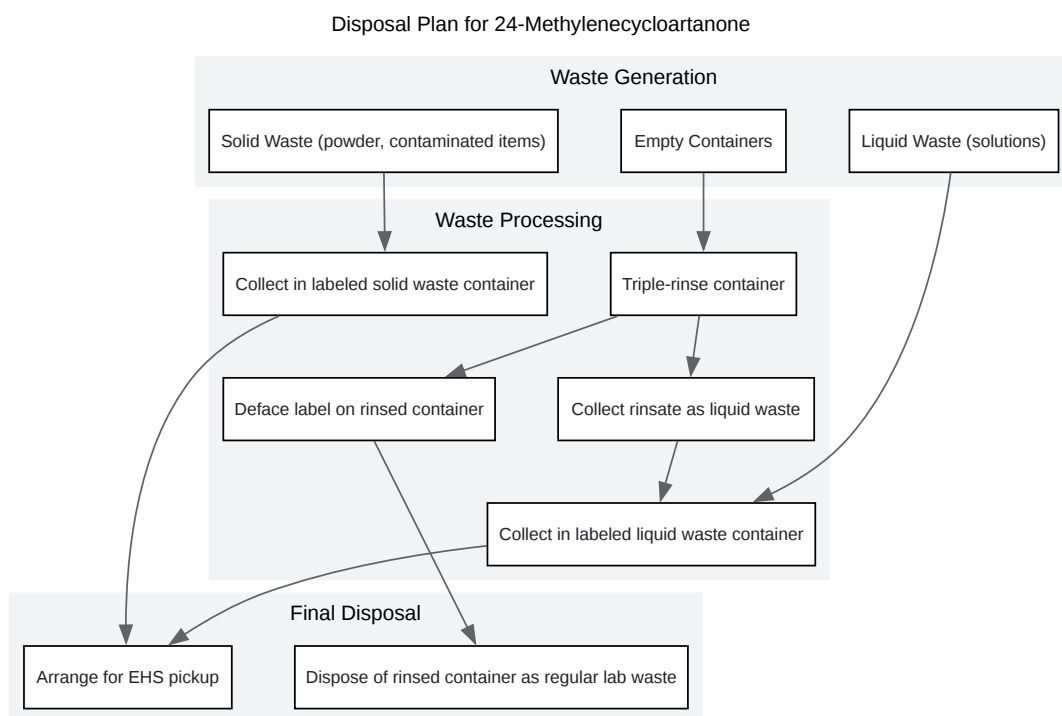 Disposal Plan for 24-Methylenecycloartanone
Waste Generation
Solid Waste (powder, contaminated items)
Empty Containers
Liquid Waste (solutions)
Waste Processing
Collect in labeled solid waste container
Triple-rinse container
Deface label on rinsed container
Collect rinsate as liquid waste
Collect in labeled liquid waste container
Final Disposal
Arrange for EHS pickup
Dispose of rinsed container as regular lab waste